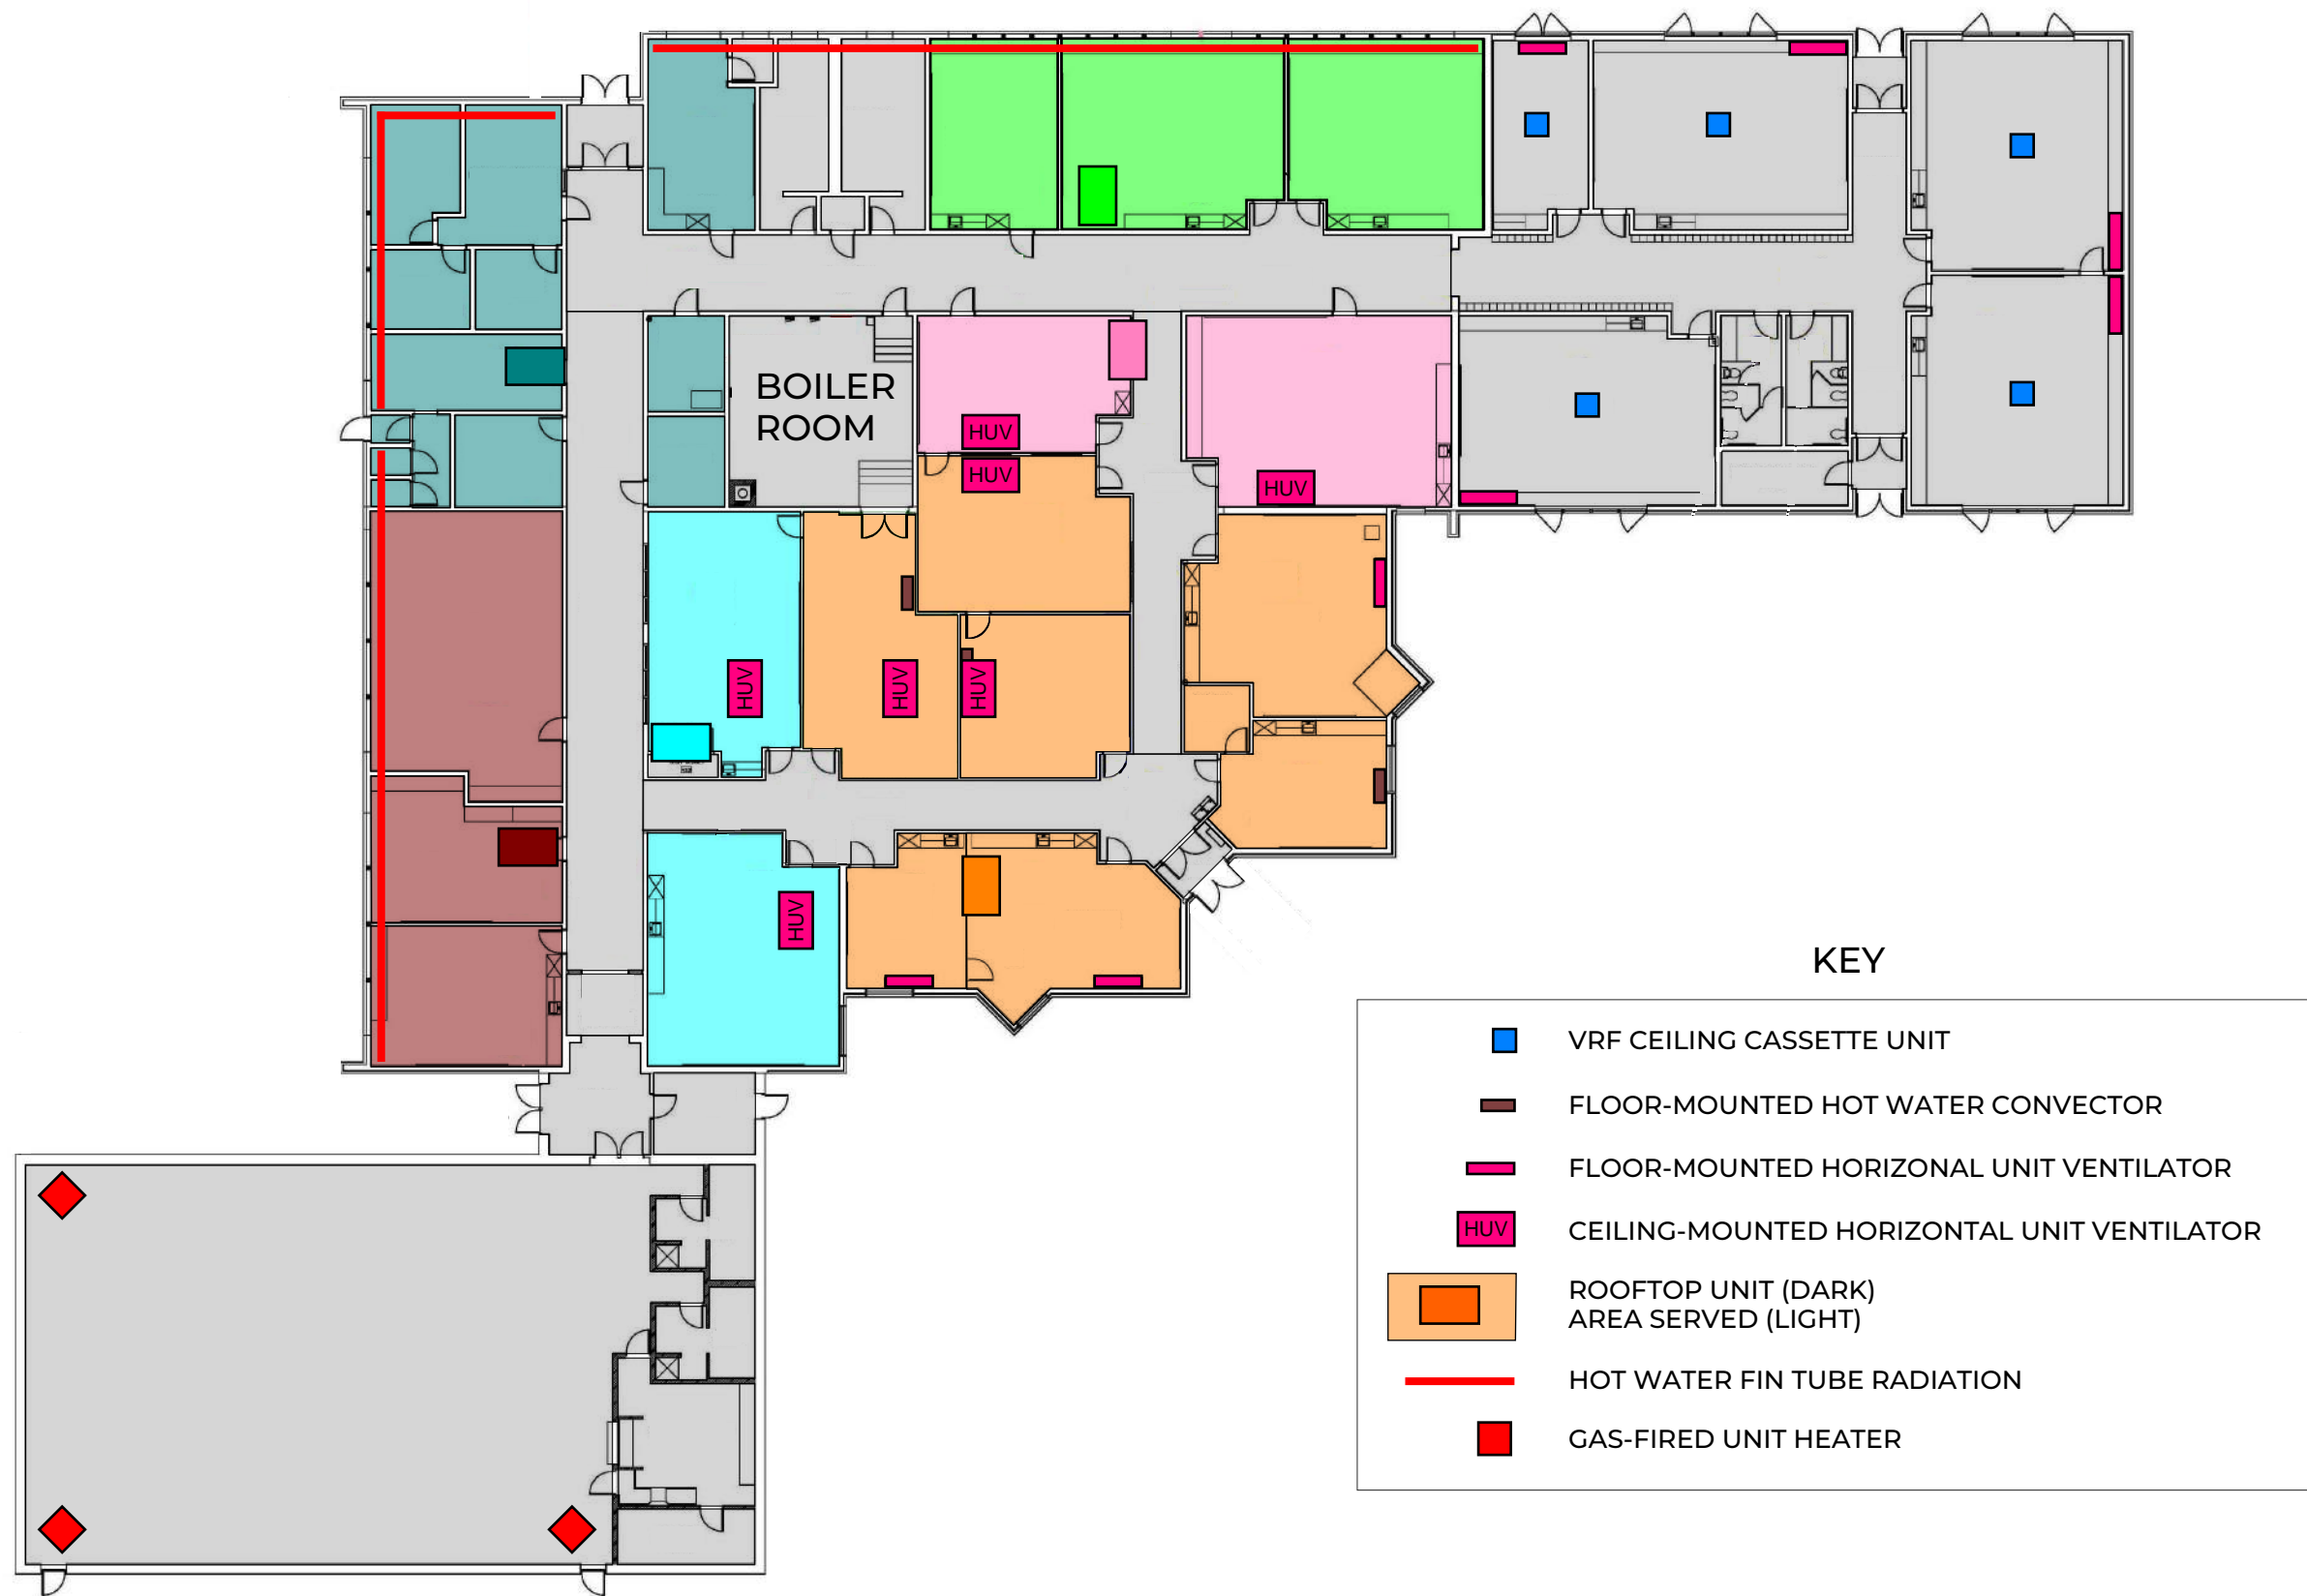 BOILER
ROOM
HUV
HUV
HUV
HUV
HUV
HUV
HUV
KEY
VRF CEILING CASSETTE UNIT
FLOOR-MOUNTED HOT WATER CONVECTOR
FLOOR-MOUNTED HORIZONAL UNIT VENTILATOR
HUV
CEILING-MOUNTED HORIZONTAL UNIT VENTILATOR
ROOFTOP UNIT (DARK)
AREA SERVED (LIGHT)
HOT WATER FIN TUBE RADIATION
GAS-FIRED UNIT HEATER